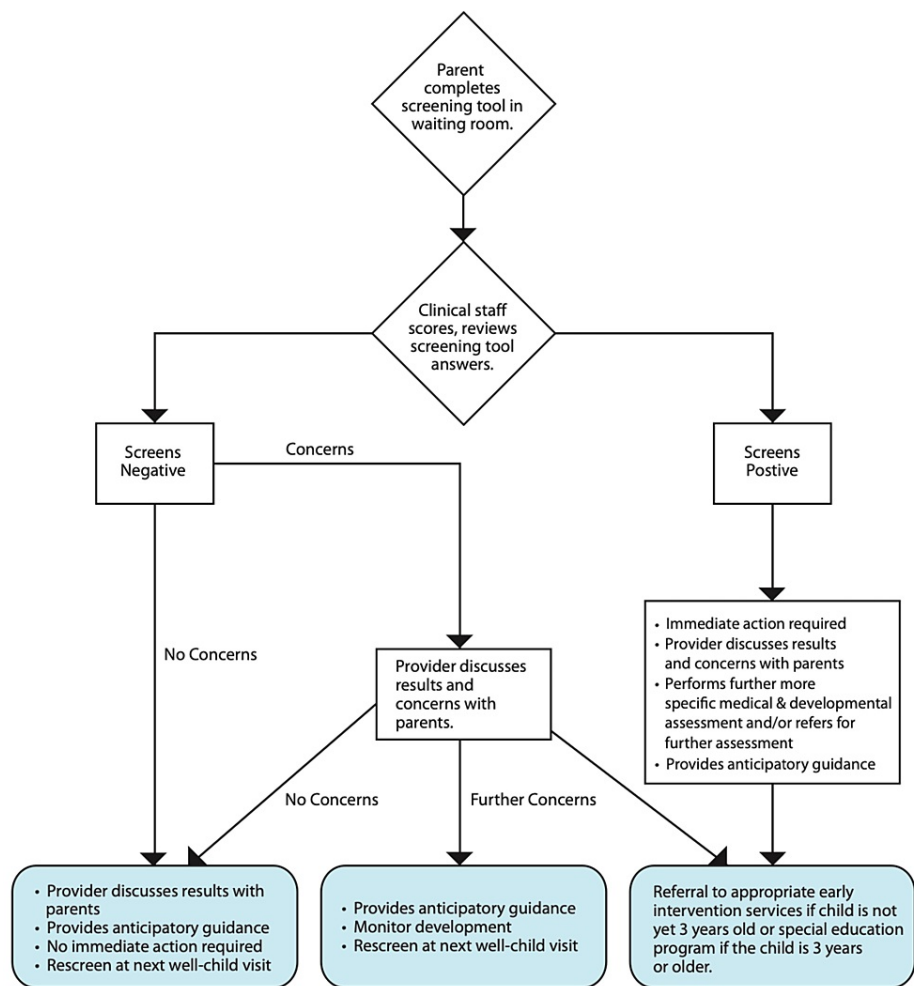 Parent
completes
screening tool in
waiting room.
Clinical staff
scores, reviews
screening tool
answers.
Screens
Negative
Concerns
Screens
Postive
No Concerns
Provider discusses
results and
concerns with
parents.
• Immediate action required
• Provider discusses results
and concerns with parents
• Performs further more
specific medical & developmental
assessment and/or refers for
further assessment
• Provides anticipatory guidance
No Concerns
Further Concerns
• Provider discusses results with
parents
• Provides anticipatory guidance
• No immediate action required
• Rescreen at next well-child visit
• Provides anticipatory guidance
• Monitor development
• Rescreen at next well-child visit
Referral to appropriate early
intervention services if child is not
yet 3 years old or special education
program if the child is 3 years
or older.